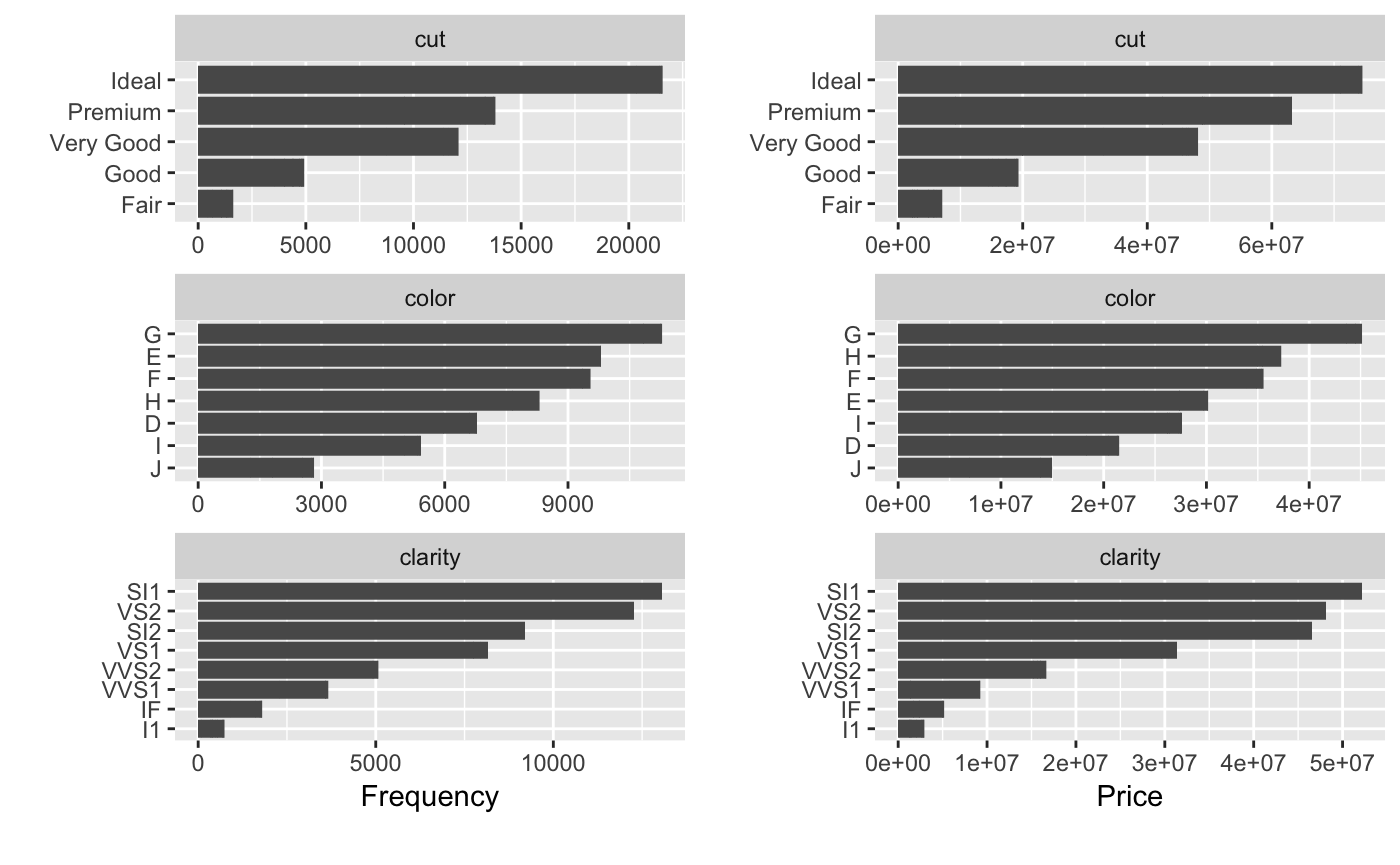 cut
Ideal
Premium
Very Good
Good
Fair
0 5000 10000 15000 20000
color
G
E
F
H
D
I
J
0 3000 6000 9000
clarity
SI1
VS2
SI2
VS1
VVS2
VVS1
IF
I1
0 5000 10000
Frequency
cut
Ideal
Premium
Very Good
Good
Fair
0e+00 2e+07 4e+07 6e+07
color
G
H
F
E
I
D
J
0e+00 1e+07 2e+07 3e+07 4e+07
clarity
SI1
VS2
SI2
VS1
VVS2
VVS1
IF
I1
0e+00 1e+07 2e+07 3e+07 4e+07 5e+07
Price